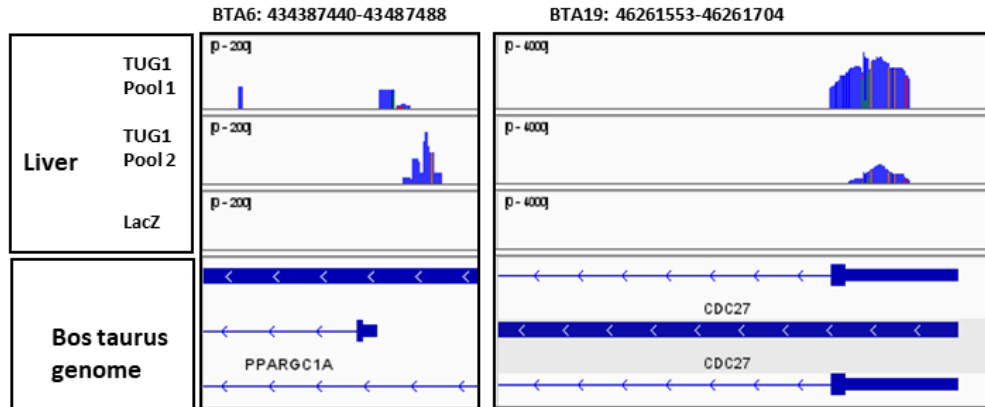 BTA6: 434387440-43487488
BTA19: 46261553-46261704
Liver
TUG1
Pool 1
[0 - 200]
[0 - 4000]
TUG1
Pool 2
[0 - 200]
[0 - 4000]
LacZ
[0 - 200]
[0 - 4000]
Bos taurus
genome
PPARGC1A
CDC27
CDC27